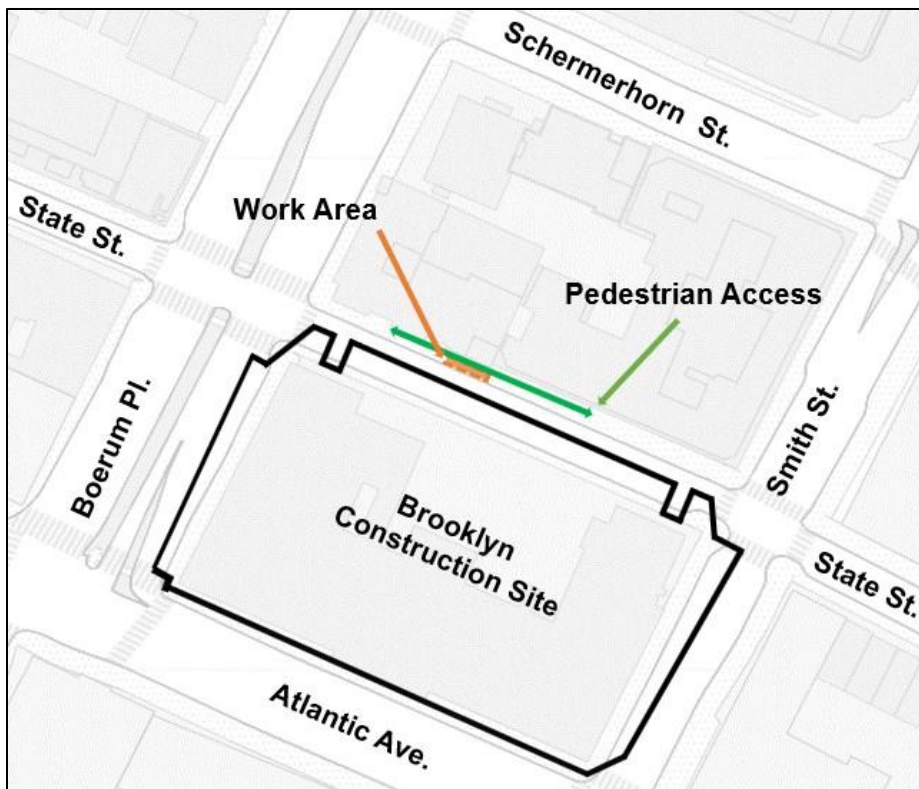 Schermerhorn St.
Work Area
State St.
Pedestrian Access
Boerum Pl.
Smith St.
Brooklyn
Construction Site
State St.
Atlantic Ave.